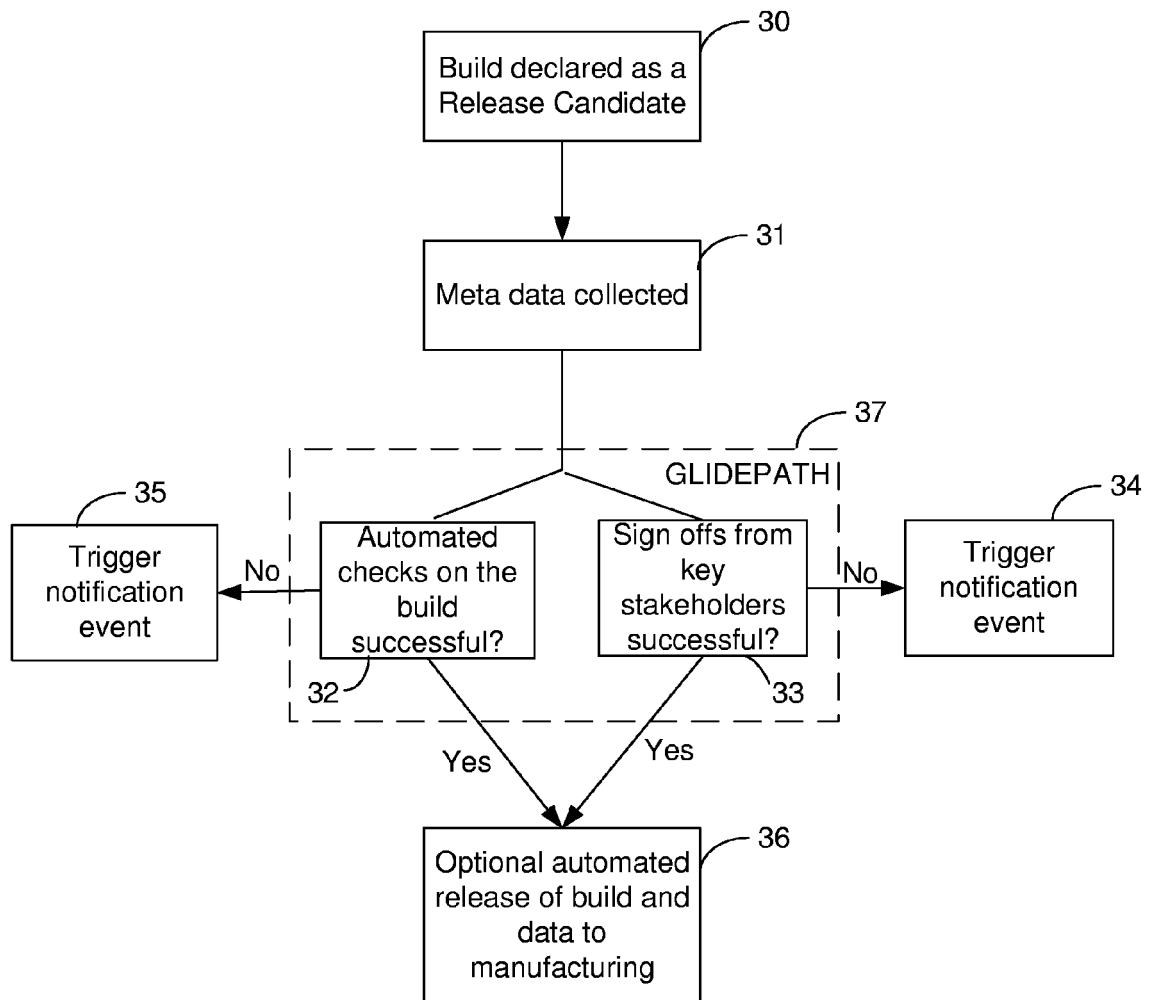 30
Build declared as a
Release Candidate
31
Meta data collected
37
GLIDEPATH
35
Trigger
notification
event
No
Automated
checks on the
build
successful?
32
Sign offs from
key
stakeholders
successful?
33
No
34
Trigger
notification
event
Yes
Yes
36
Optional automated
release of build and
data to
manufacturing